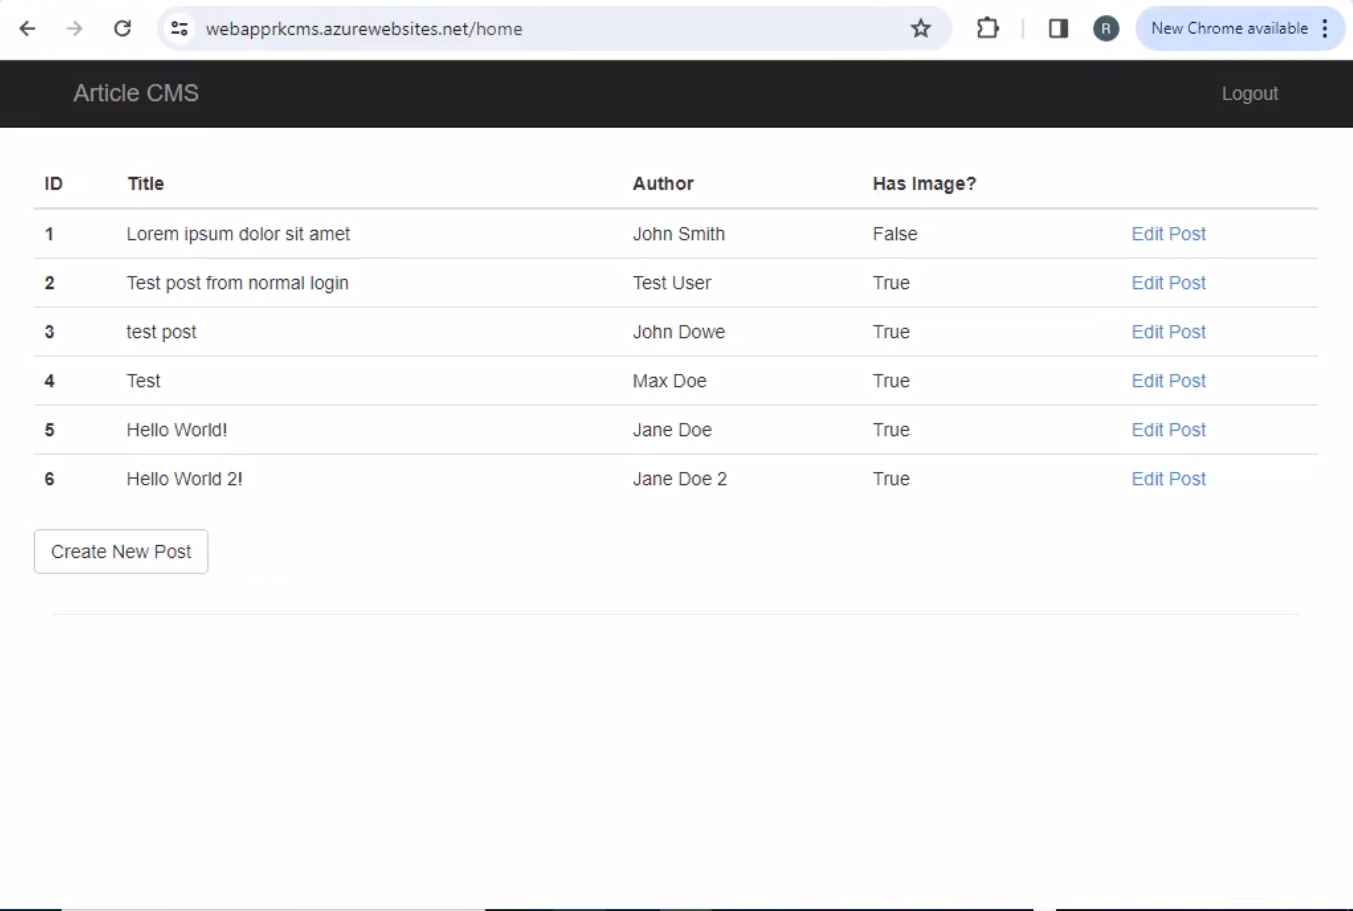 webapprkcms.azurewebsites.net/home R New Chrome available
Article CMS Logout
ID Title Author Has Image?
1 Lorem ipsum dolor sit amet John Smith False Edit Post
2 Test post from normal login Test User True Edit Post
3 test post John Dowe True Edit Post
4 Test Max Doe True Edit Post
5 Hello World! Jane Doe True Edit Post
6 Hello World 2! Jane Doe 2 True Edit Post
Create New Post